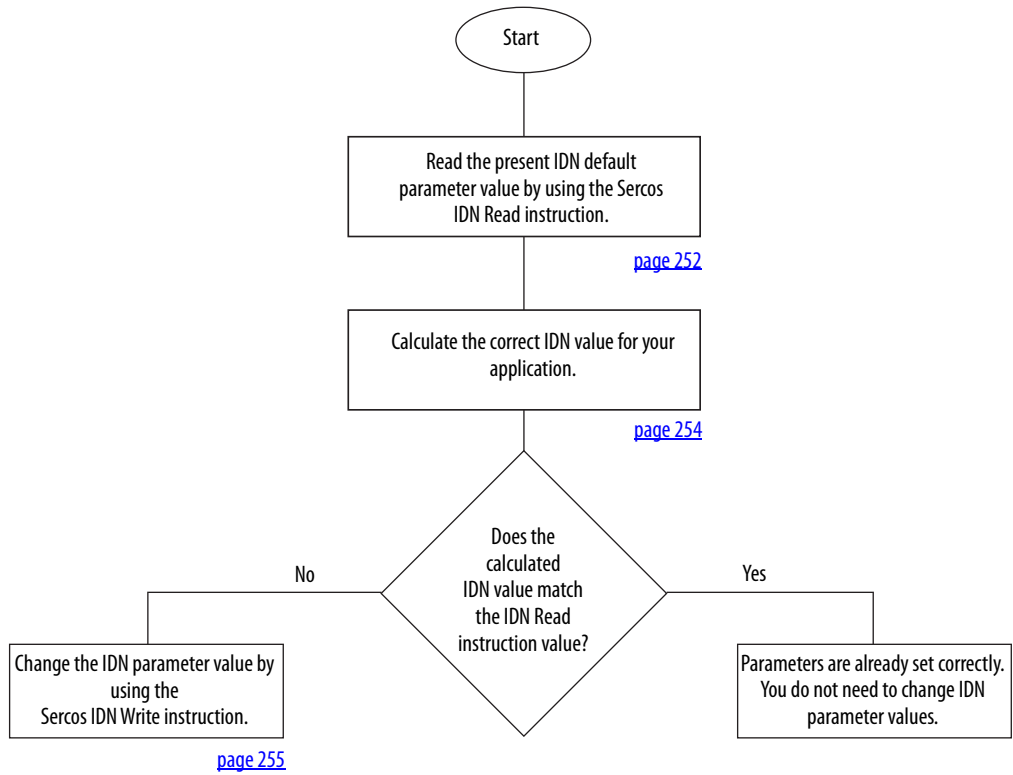 Start
Read the present IDN default
parameter value by using the Sercos
IDN Read instruction.
page 252
Calculate the correct IDN value for your
application.
page 254
Does the
calculated
IDN value match
the IDN Read
instruction value?
No
Yes
Change the IDN parameter value by
using the
Sercos IDN Write instruction.
page 255
Parameters are already set correctly.
You do not need to change IDN
parameter values.